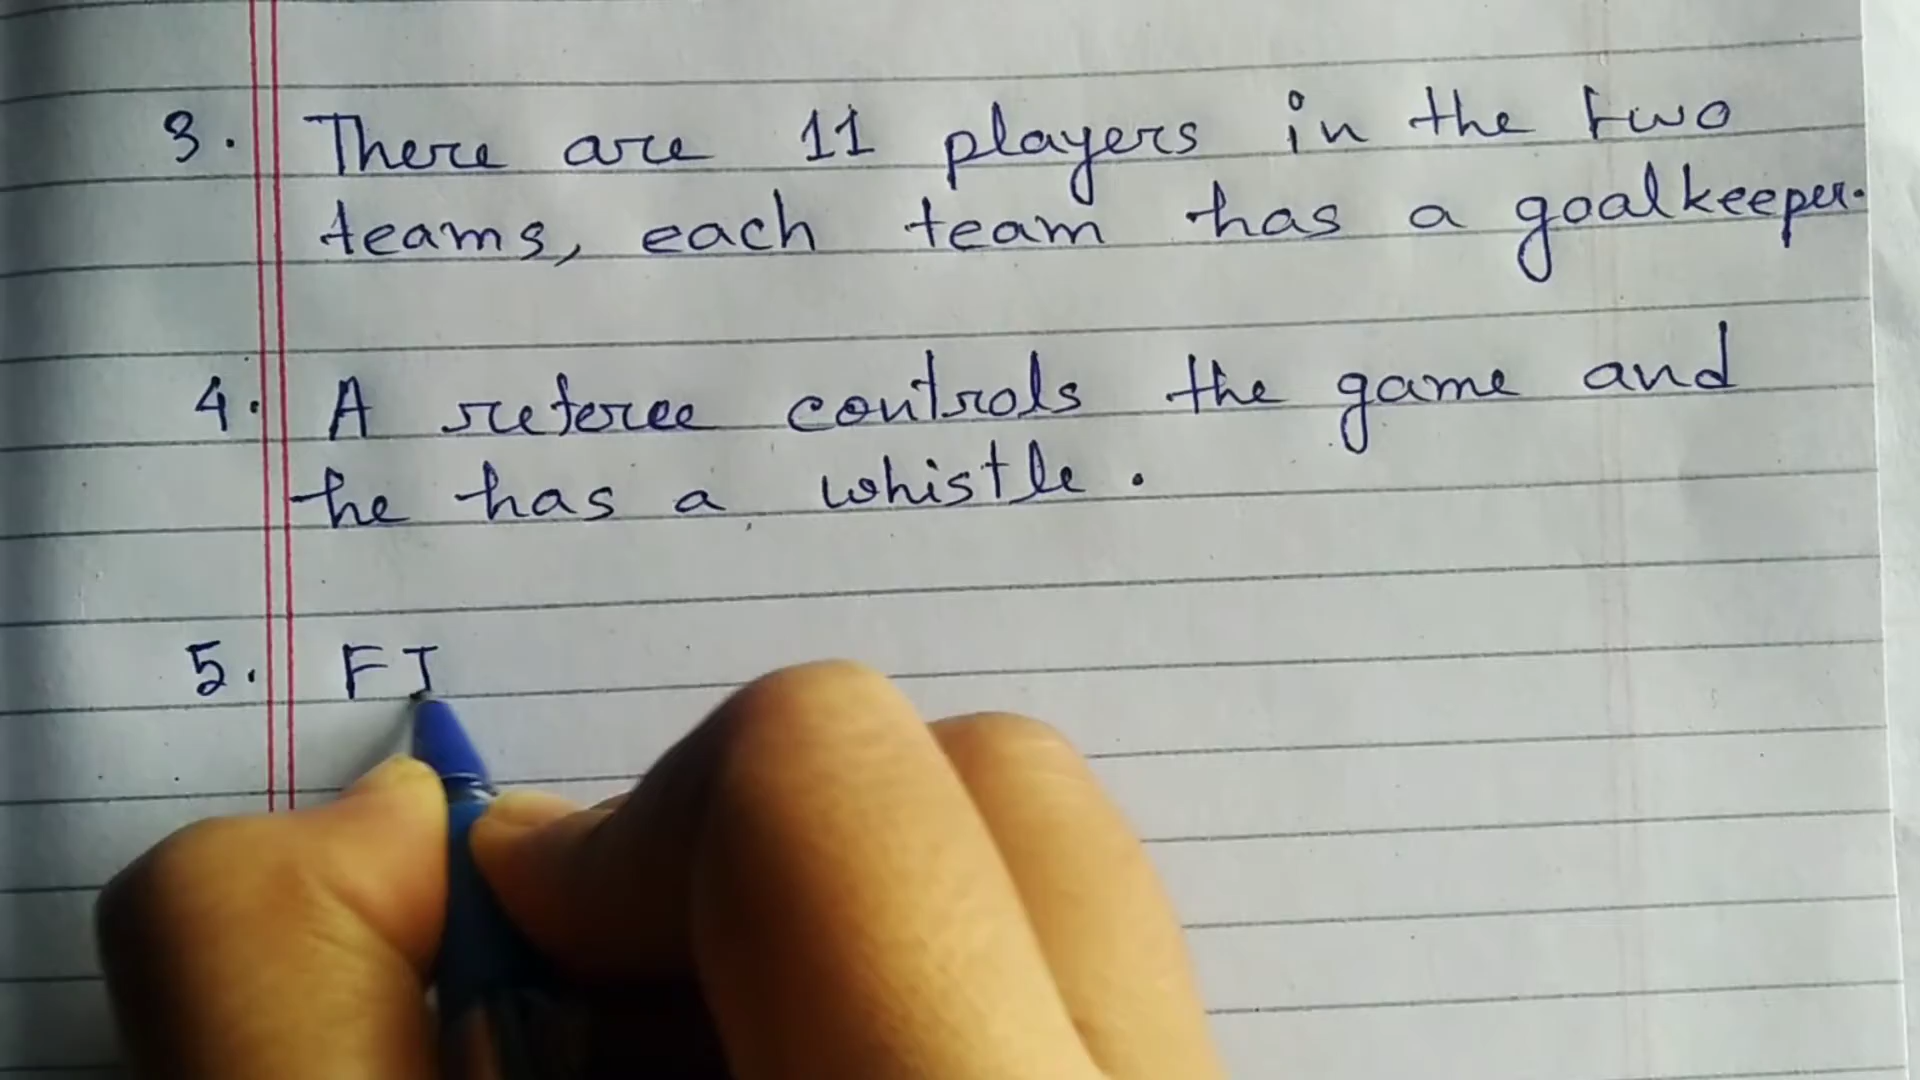 3. There are 11 players in the two
teams, each team has a goalkeeper.
4. A referee controls the game and
he has a whistle.
5. FI